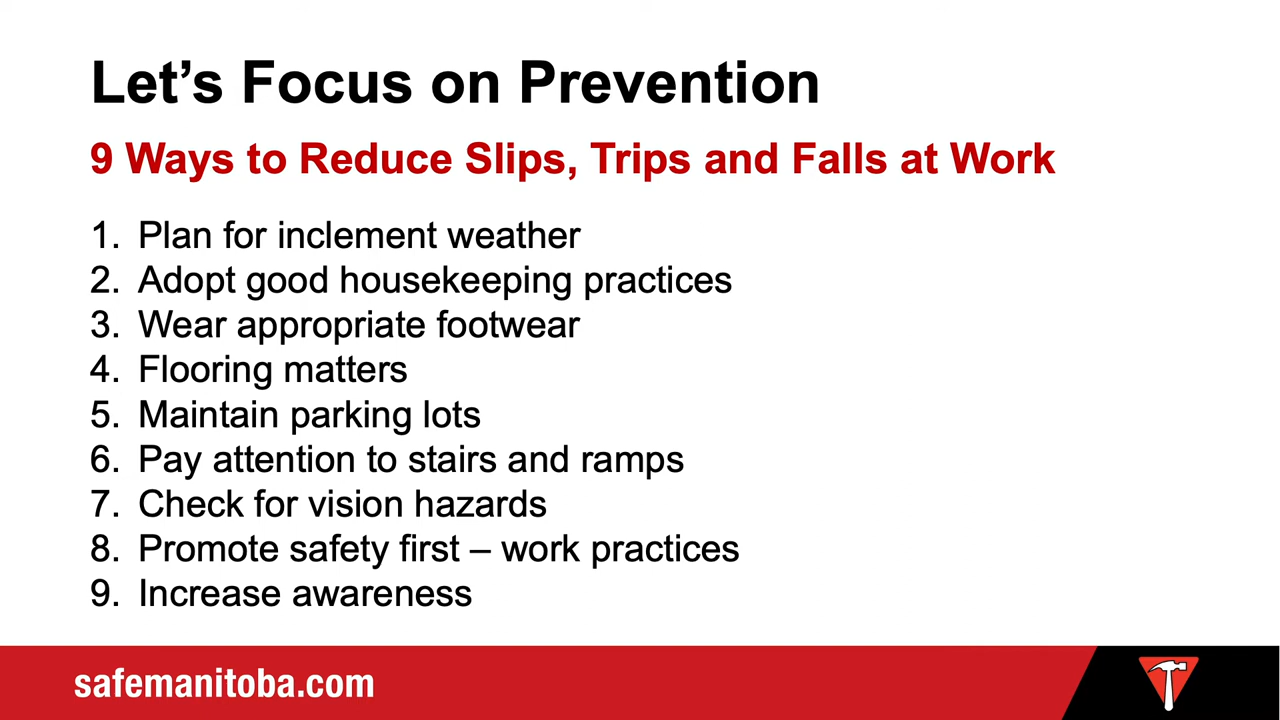 Let’s Focus on Prevention
9 Ways to Reduce Slips, Trips and Falls at Work
1. Plan for inclement weather
2. Adopt good housekeeping practices
3. Wear appropriate footwear
4. Flooring matters
5. Maintain parking lots
6. Pay attention to stairs and ramps
7. Check for vision hazards
8. Promote safety first – work practices
9. Increase awareness
safemanitoba.com